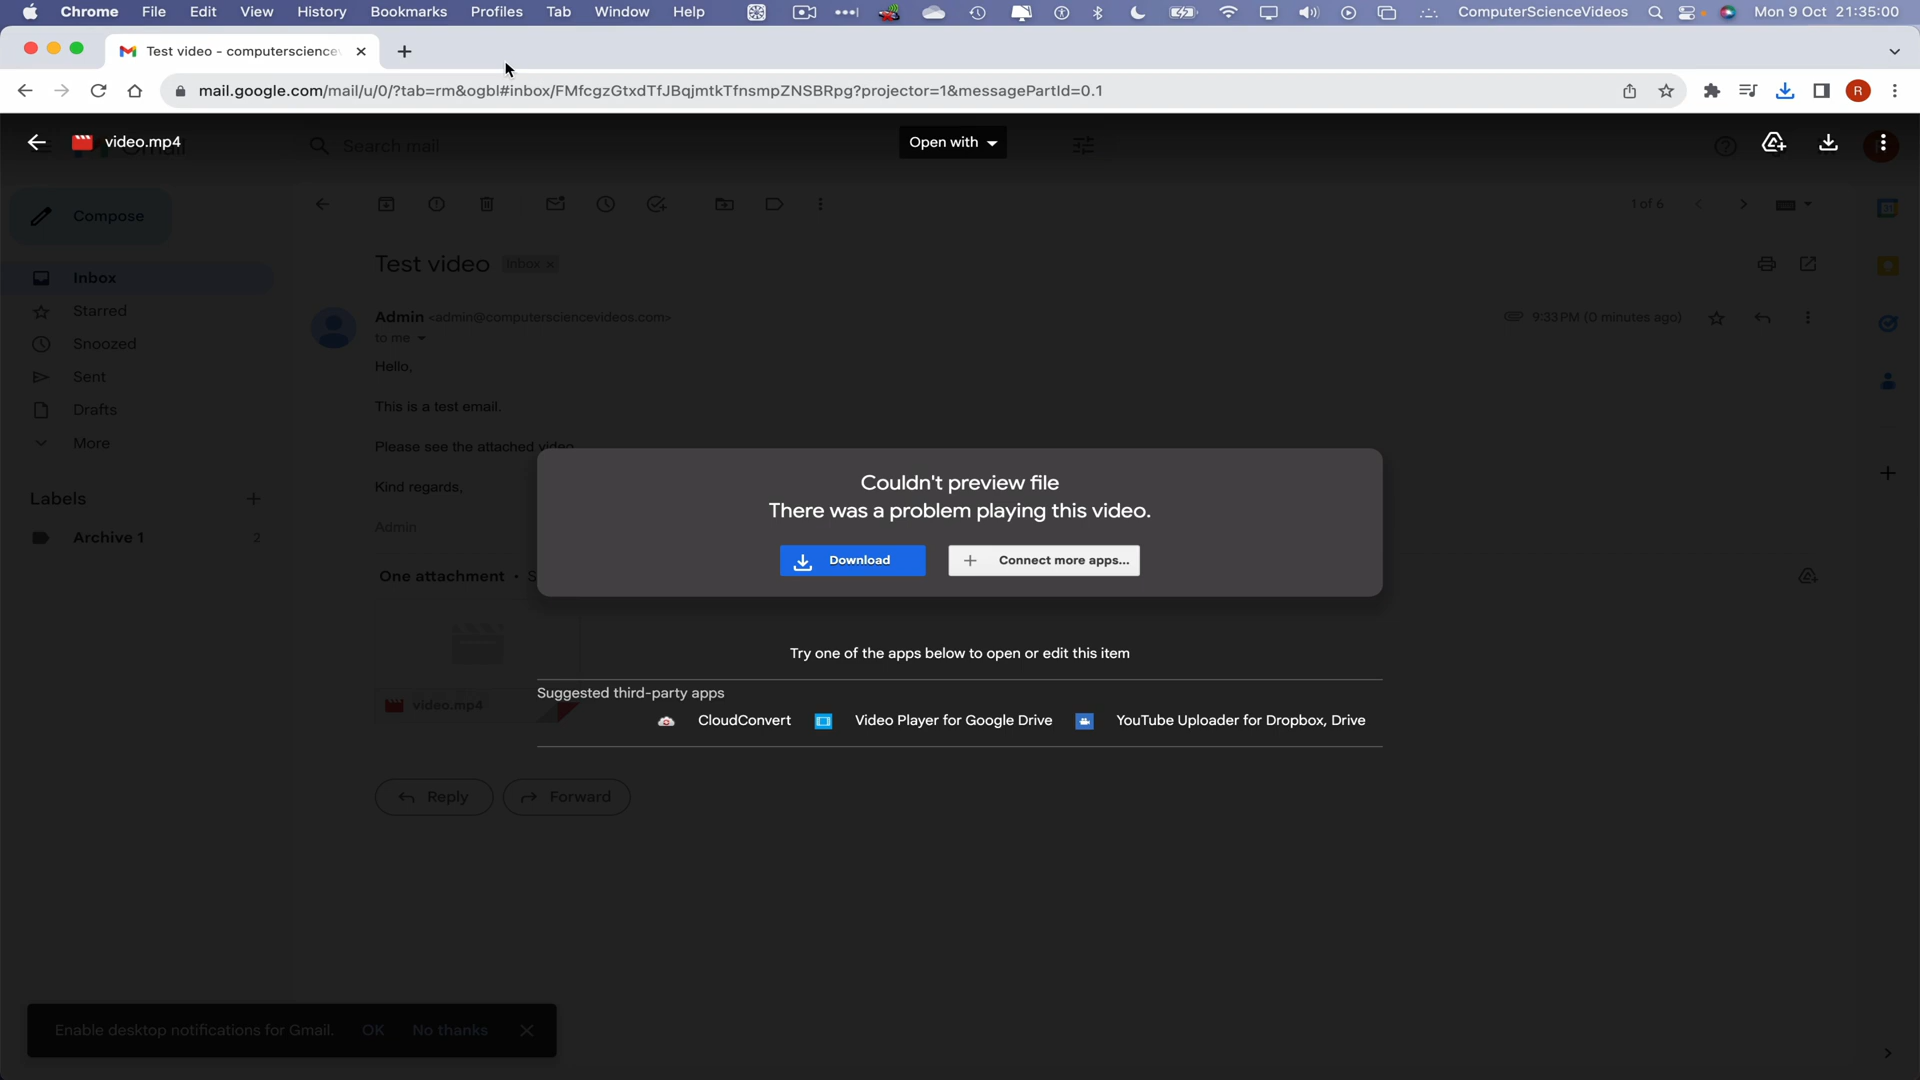 Chrome File Edit View History Bookmarks Profiles Tab Window Help ComputerScienceVideos Mon 9 Oct 21:35:00
Test video - computerscience
mail.google.com/mail/u/0/?tab=rm&ogbl#inbox/FMfcgzGtxdTfJBqjmtkTfnsmpZNSBRpg?projector=1&messagePartId=0.1 R
video.mp4 Search mail Open with
Compose
1 of 6
Test video Inbox x
Inbox
Starred
Snoozed
Sent
Drafts
More
Labels
Archive 1 2
Admin <admin@computersciencevideos.com> 9:33 PM (0 minutes ago)
to me
Hello,
This is a test email.
Please see the attached video
Kind regards,
Admin
One attachment • S
video.mp4
Couldn't preview file
There was a problem playing this video.
Download + Connect more apps...
Try one of the apps below to open or edit this item
Suggested third-party apps
CloudConvert Video Player for Google Drive YouTube Uploader for Dropbox, Drive
Reply Forward
Enable desktop notifications for Gmail. OK No thanks